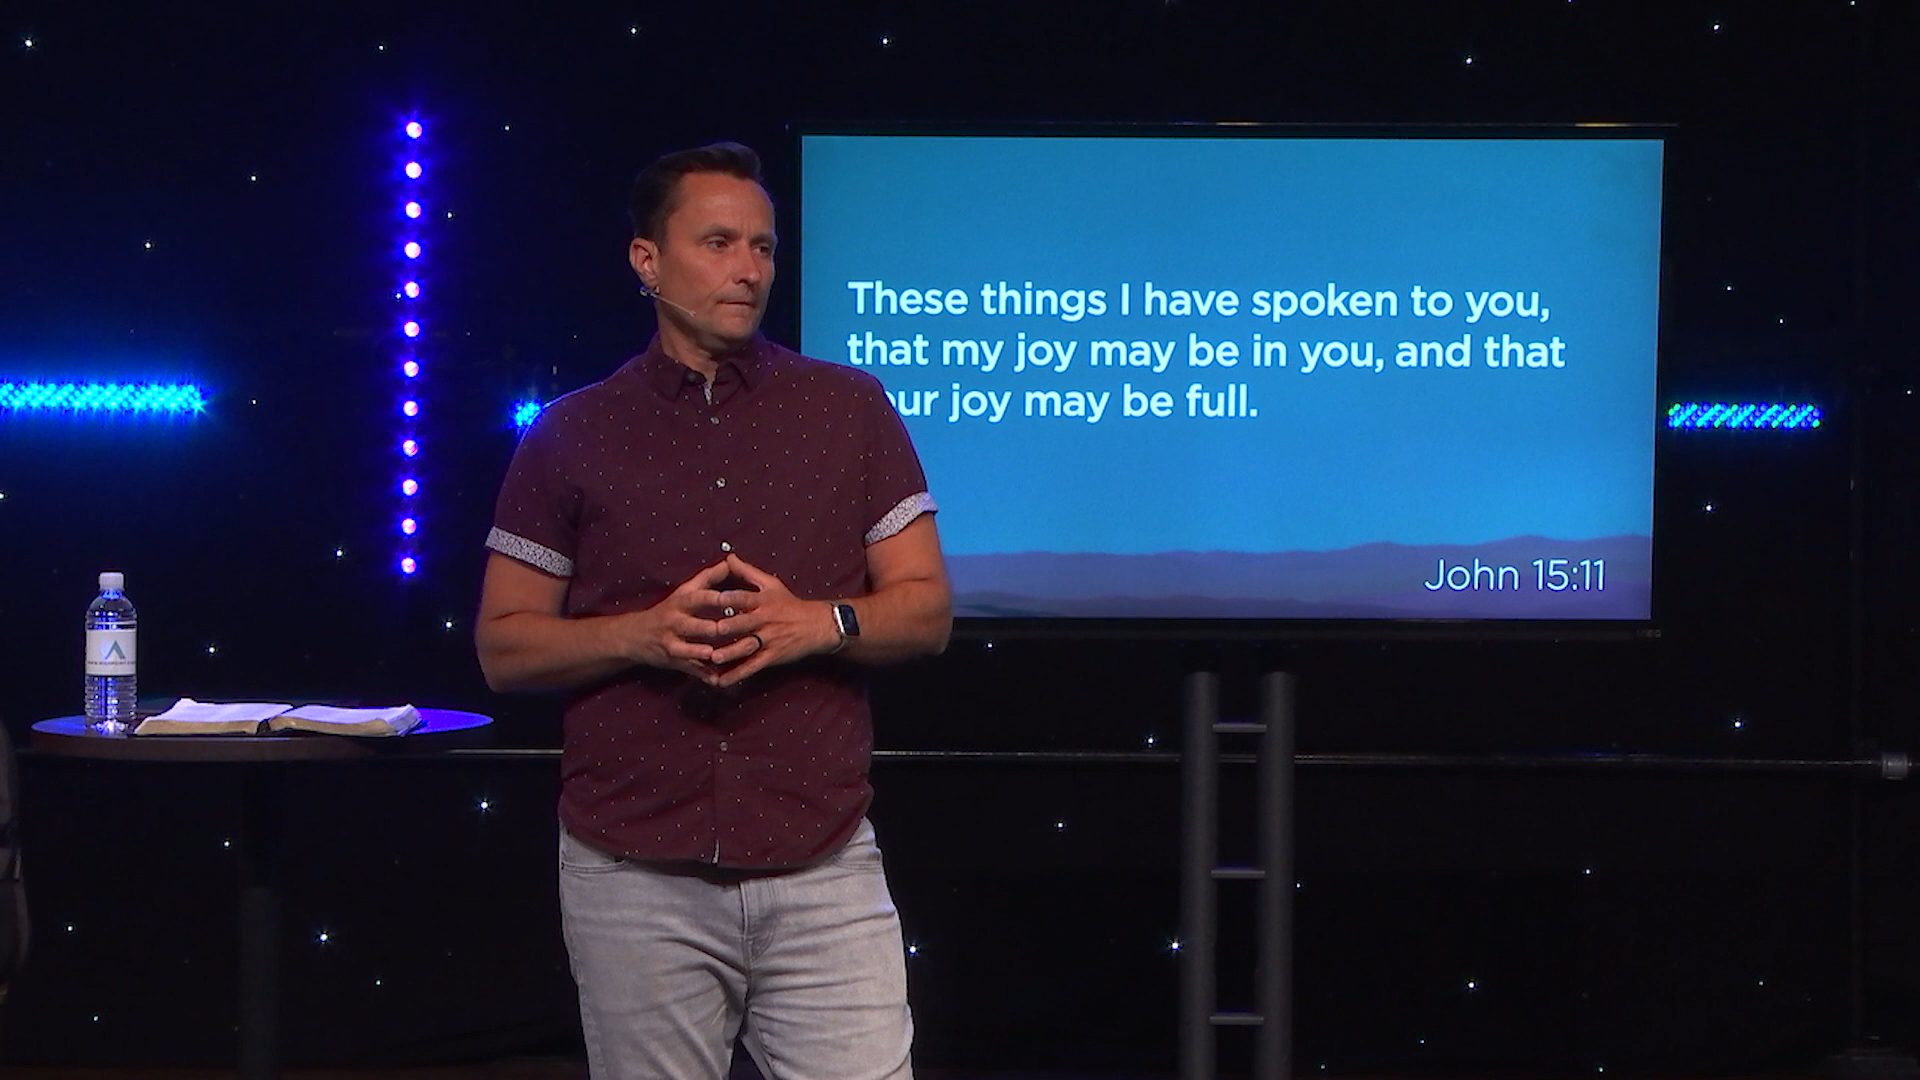 These things I have spoken to you,
that my joy may be in you, and that
our joy may be full.
John 15:11